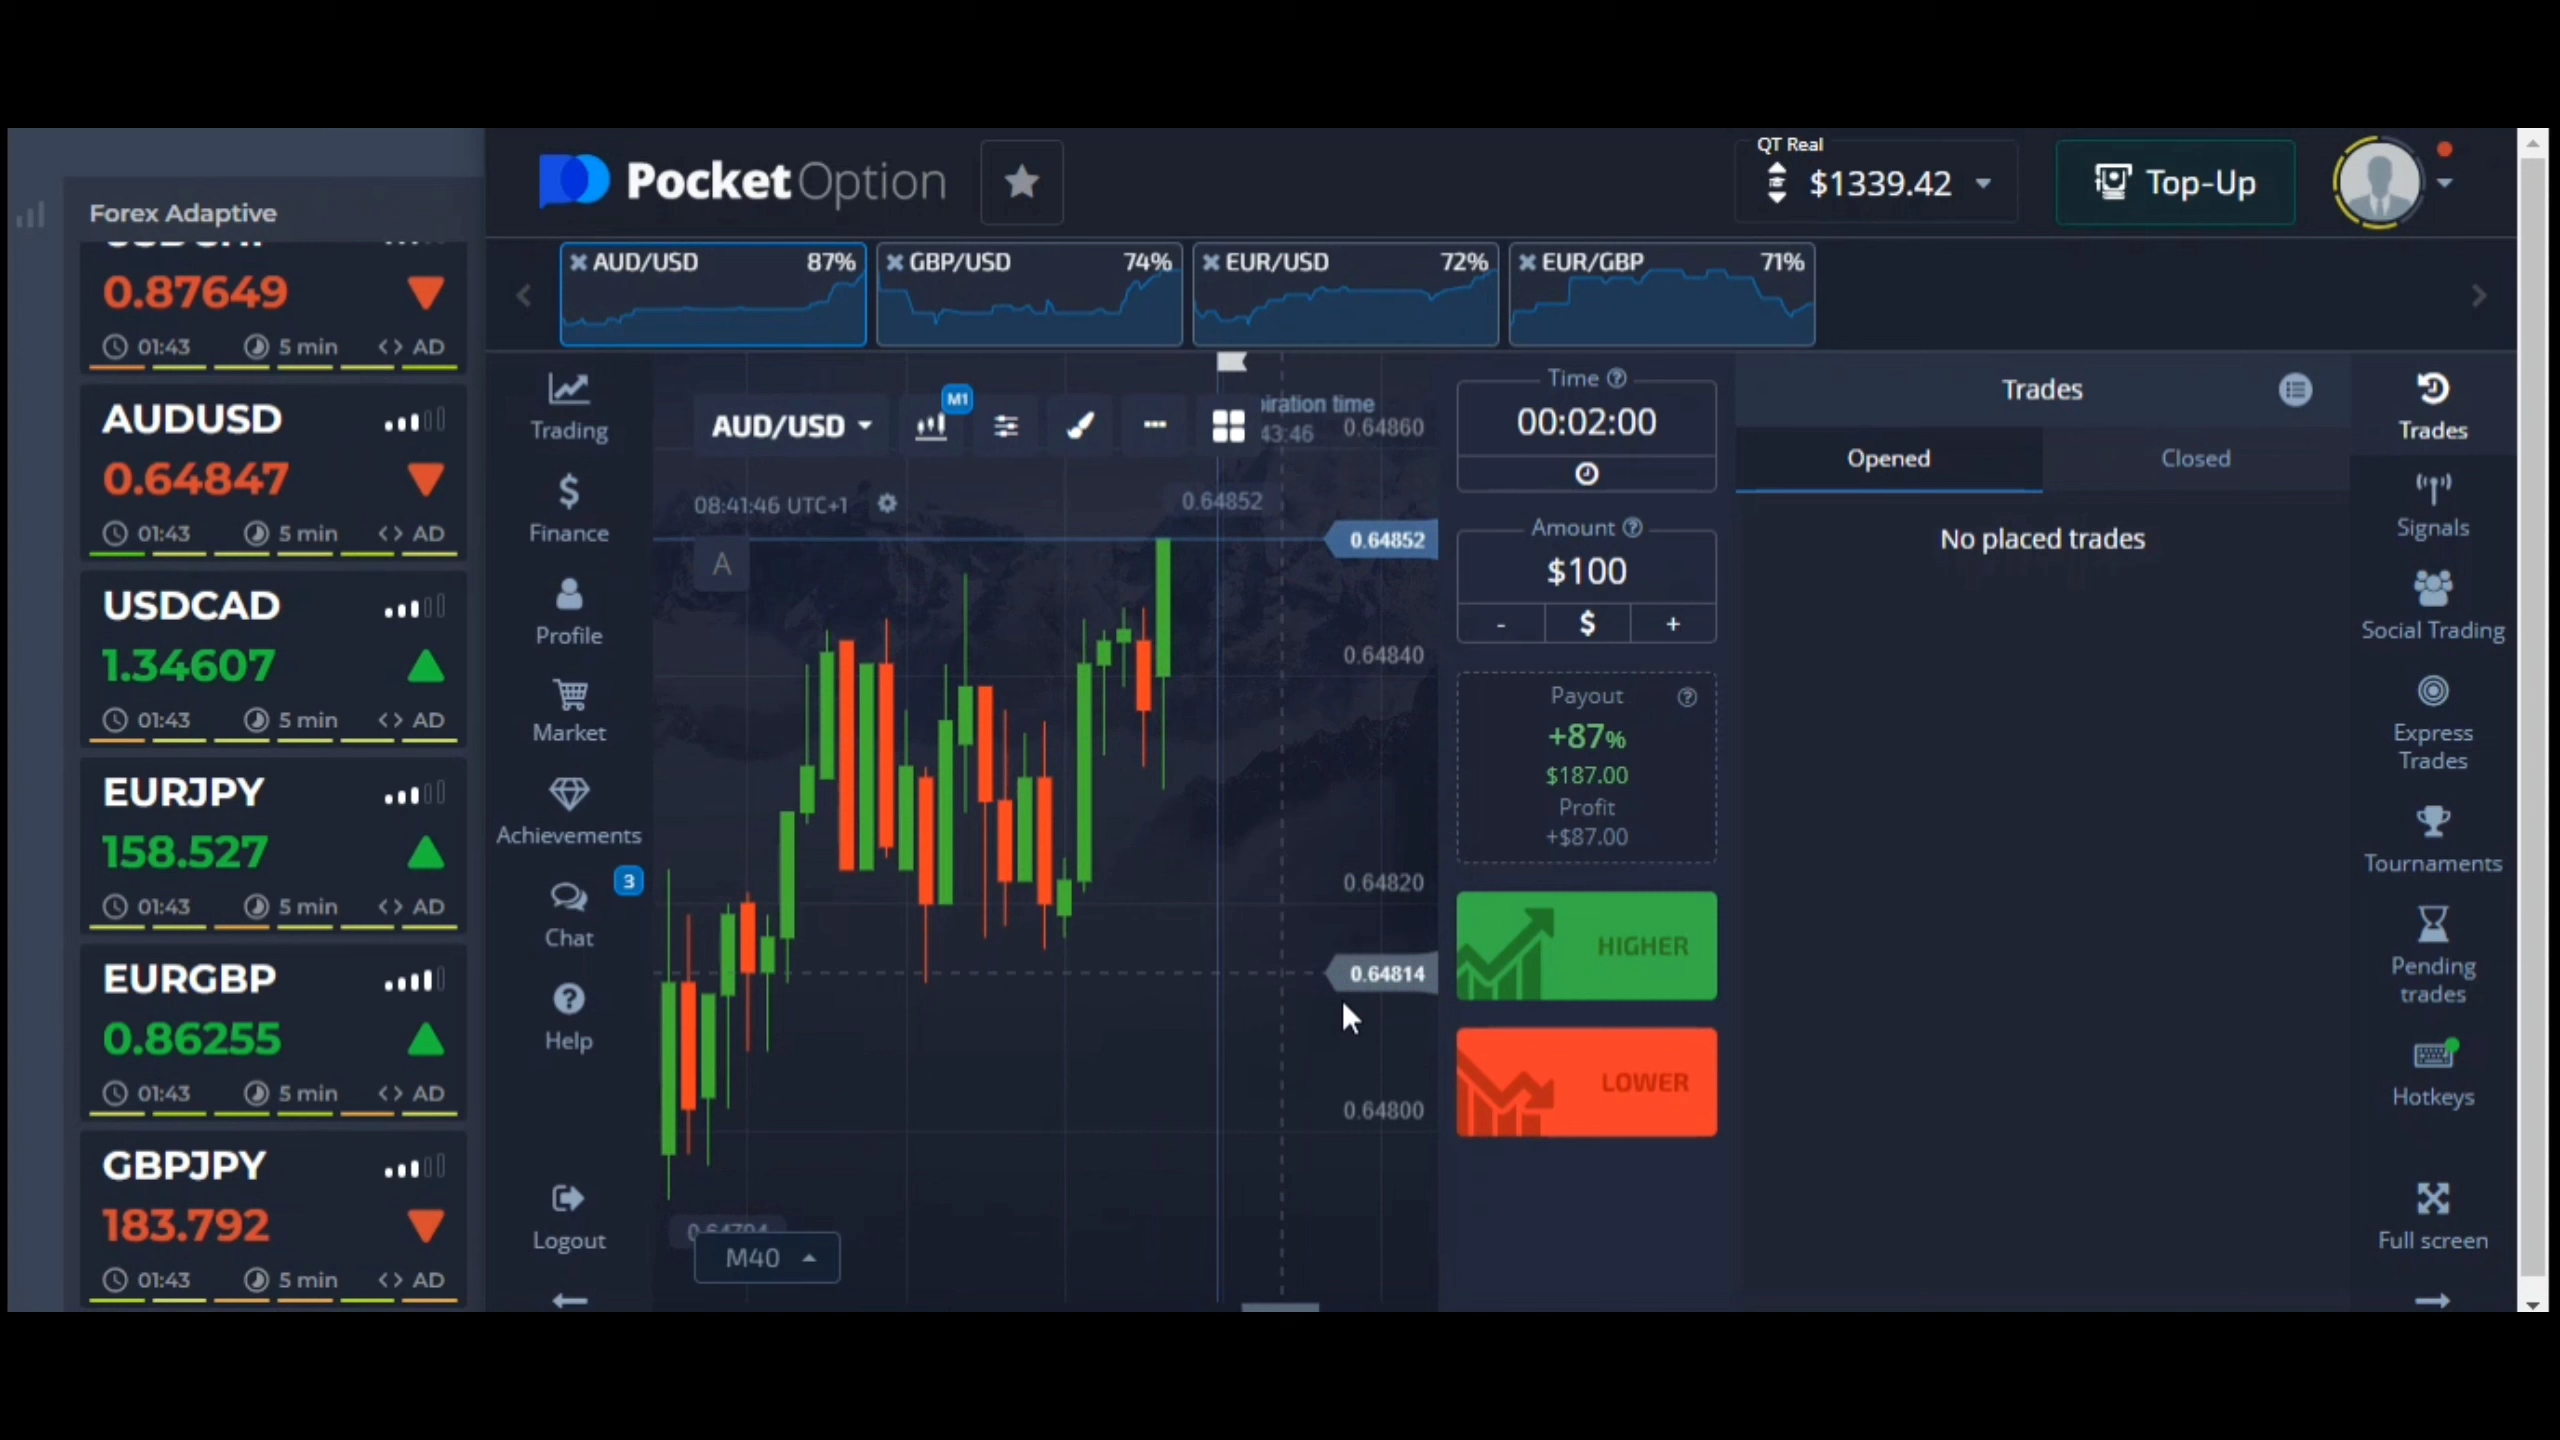 Forex Adaptive
0.87649
01:43 5 min <> AD
AUDUSD
0.64847
01:43 5 min <> AD
USDCAD
1.34607
01:43 5 min <> AD
EURJPY
158.527
01:43 5 min <> AD
EURGBP
0.86255
01:43 5 min <> AD
GBPJPY
183.792
01:43 5 min <> AD
PocketOption
QT Real
$1339.42
Top-Up
AUD/USD 87%
GBP/USD 74%
EUR/USD 72%
EUR/GBP 71%
Trading
Finance
Profile
Market
Achievements
3
Chat
Help
Logout
AUD/USD
M1
iration time
43:46
08:41:46 UTC+1
A
0.64852
0.64860
0.64852
0.64840
0.64820
0.64814
0.64800
M40
Time
00:02:00
Amount
$100
- $ +
Payout
+87%
$187.00
Profit
+$87.00
HIGHER
LOWER
Trades
Opened
Closed
No placed trades
Trades
Signals
Social Trading
Express
Trades
Tournaments
Pending
trades
Hotkeys
Full screen